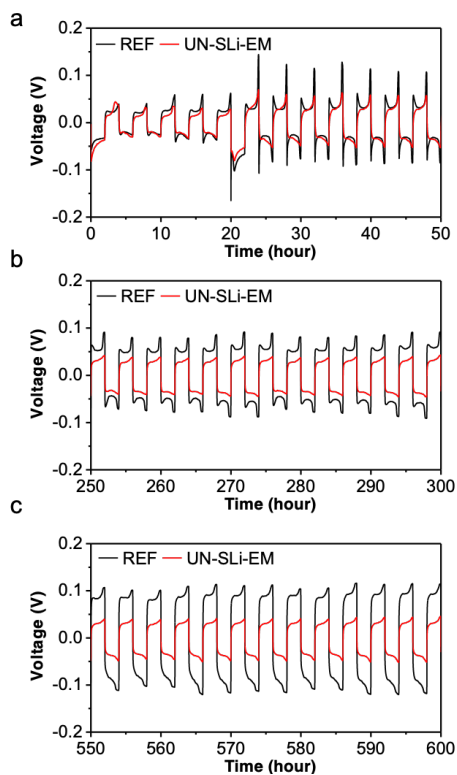 a
REF UN-SLi-EM
0.2
0.1
0.0
-0.1
-0.2
Voltage (V)
0 10 20 30 40 50
Time (hour)
b
REF UN-SLi-EM
0.2
0.1
0.0
-0.1
-0.2
Voltage (V)
250 260 270 280 290 300
Time (hour)
c
REF UN-SLi-EM
0.2
0.1
0.0
-0.1
-0.2
Voltage (V)
550 560 570 580 590 600
Time (hour)